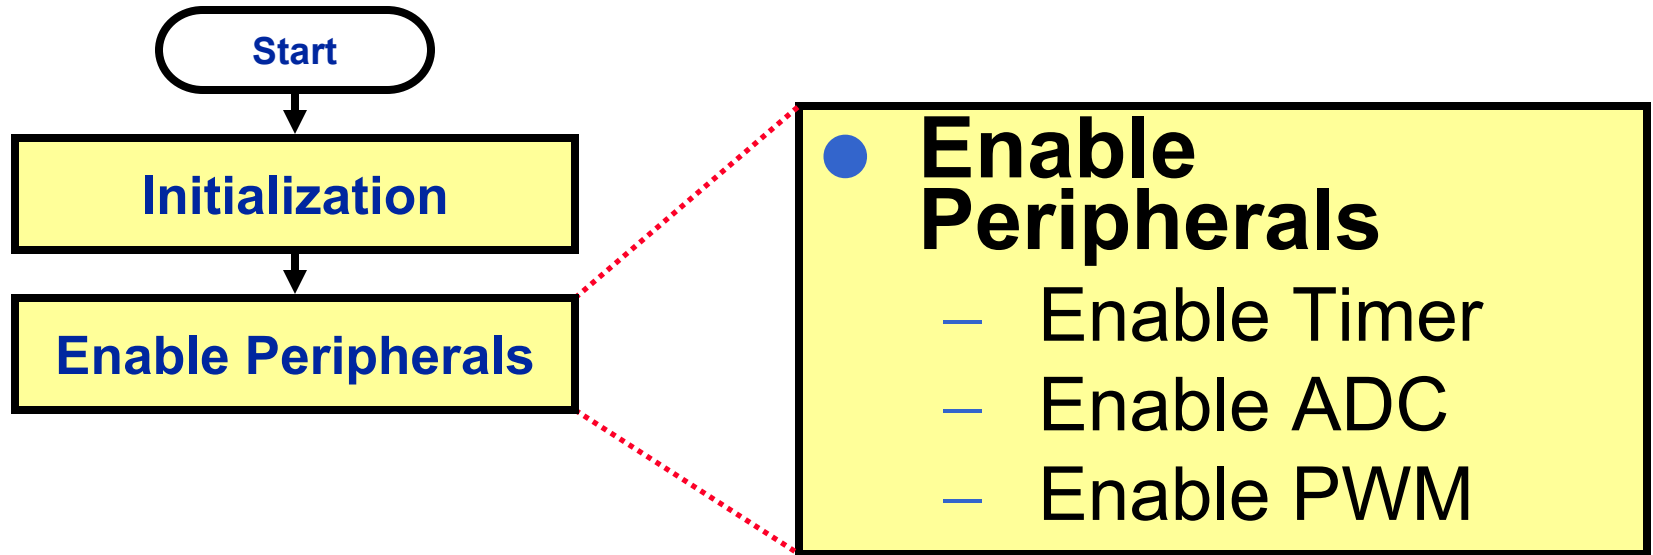 Start
Initialization
Enable Peripherals
● Enable
Peripherals
– Enable Timer
– Enable ADC
– Enable PWM